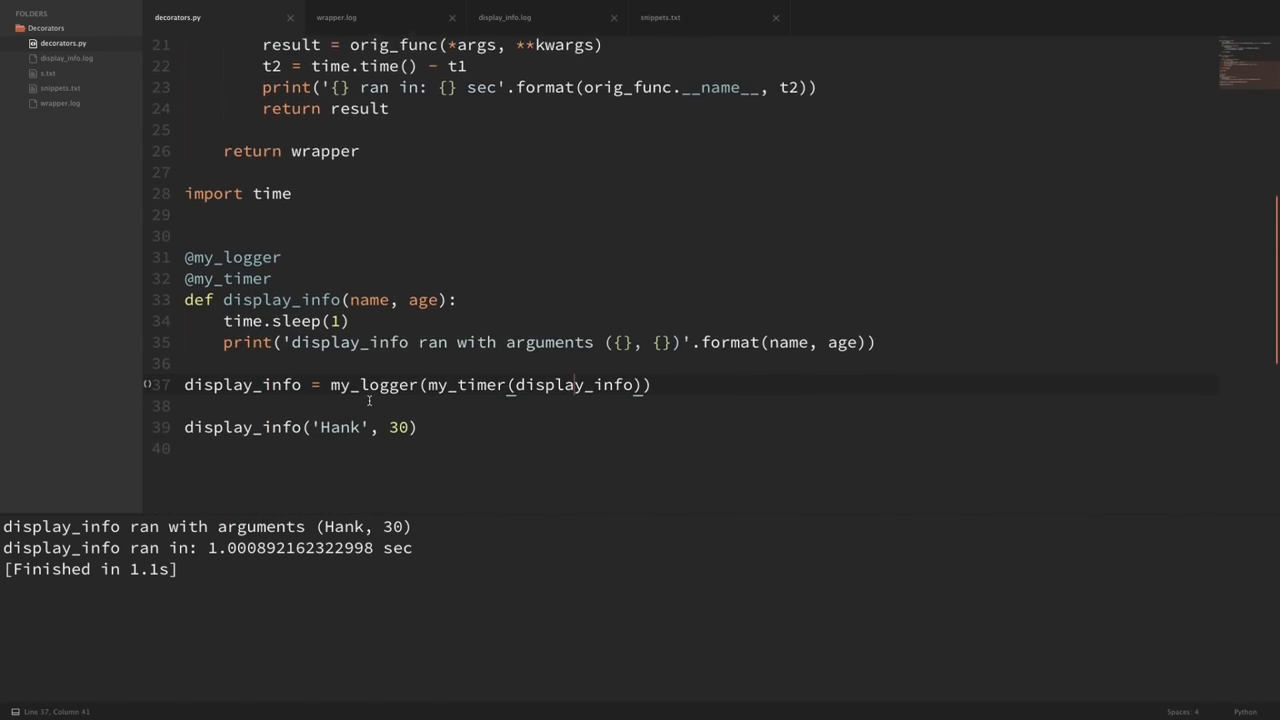 FOLDERS
Decorators
decorators.py
display_info.log
s.txt
snippets.txt
wrapper.log
decorators.py
wrapper.log
display_info.log
snippets.txt
21 result = orig_func(*args, **kwargs)
22 t2 = time.time() - t1
23 print('{} ran in: {} sec'.format(orig_func.__name__, t2))
24 return result
25
26 return wrapper
27
28 import time
29
30
31 @my_logger
32 @my_timer
33 def display_info(name, age):
34 time.sleep(1)
35 print('display_info ran with arguments ({}, {})'.format(name, age))
36
37 display_info = my_logger(my_timer(display_info))
38
39 display_info('Hank', 30)
40
display_info ran with arguments (Hank, 30)
display_info ran in: 1.000892162322998 sec
[Finished in 1.1s]
Line 37, Column 41
Spaces: 4
Python